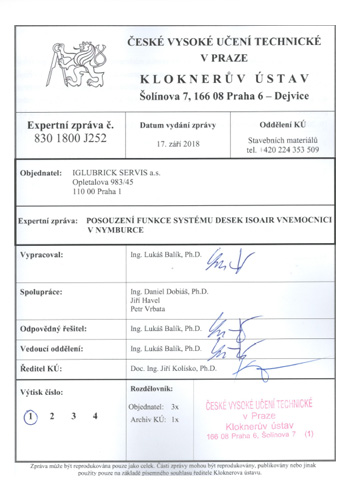 ČESKÉ VYSOKÉ UČENÍ TECHNICKÉ
V PRAZE
KLOKNERŮV ÚSTAV
Šolínova 7, 166 08 Praha 6 – Dejvice
Expertní zpráva č.
830 1800 J252
Datum vydání zprávy
17. září 2018
Oddělení KÚ
Stavebních materiálů
tel. +420 224 353 509
Objednatel: IGLUBRICK SERVIS a.s.
Opletalova 983/45
110 00 Praha 1
Expertní zpráva: POSOUZENÍ FUNKCE SYSTÉMU DESEK ISOAIR VNEMOCNICI
V NYMBURCE
Vypracoval: Ing. Lukáš Balík, Ph.D.
Spolupráce: Ing. Daniel Dobiáš, Ph.D.
Jiří Havel
Petr Vrbata
Odpovědný řešitel: Ing. Lukáš Balík, Ph.D.
Vedoucí oddělení: Ing. Lukáš Balík, Ph.D.
Ředitel KÚ: Doc. Ing. Jiří Kolísko, Ph.D.
Výtisk číslo:
1 2 3 4
Rozdělovník:
Objednatel: 3x
Archiv KÚ: 1x
ČESKÉ VYSOKÉ UČENÍ TECHNICKÉ
v Praze
Kloknerův ústav
166 08 Praha 6, Šolínova 7 (1)
Zpráva může být reprodukována pouze jako celek. Části zprávy mohou být reprodukovány, publikovány nebo jinak
použity pouze na základě písemného souhlasu ředitele Kloknerova ústavu.